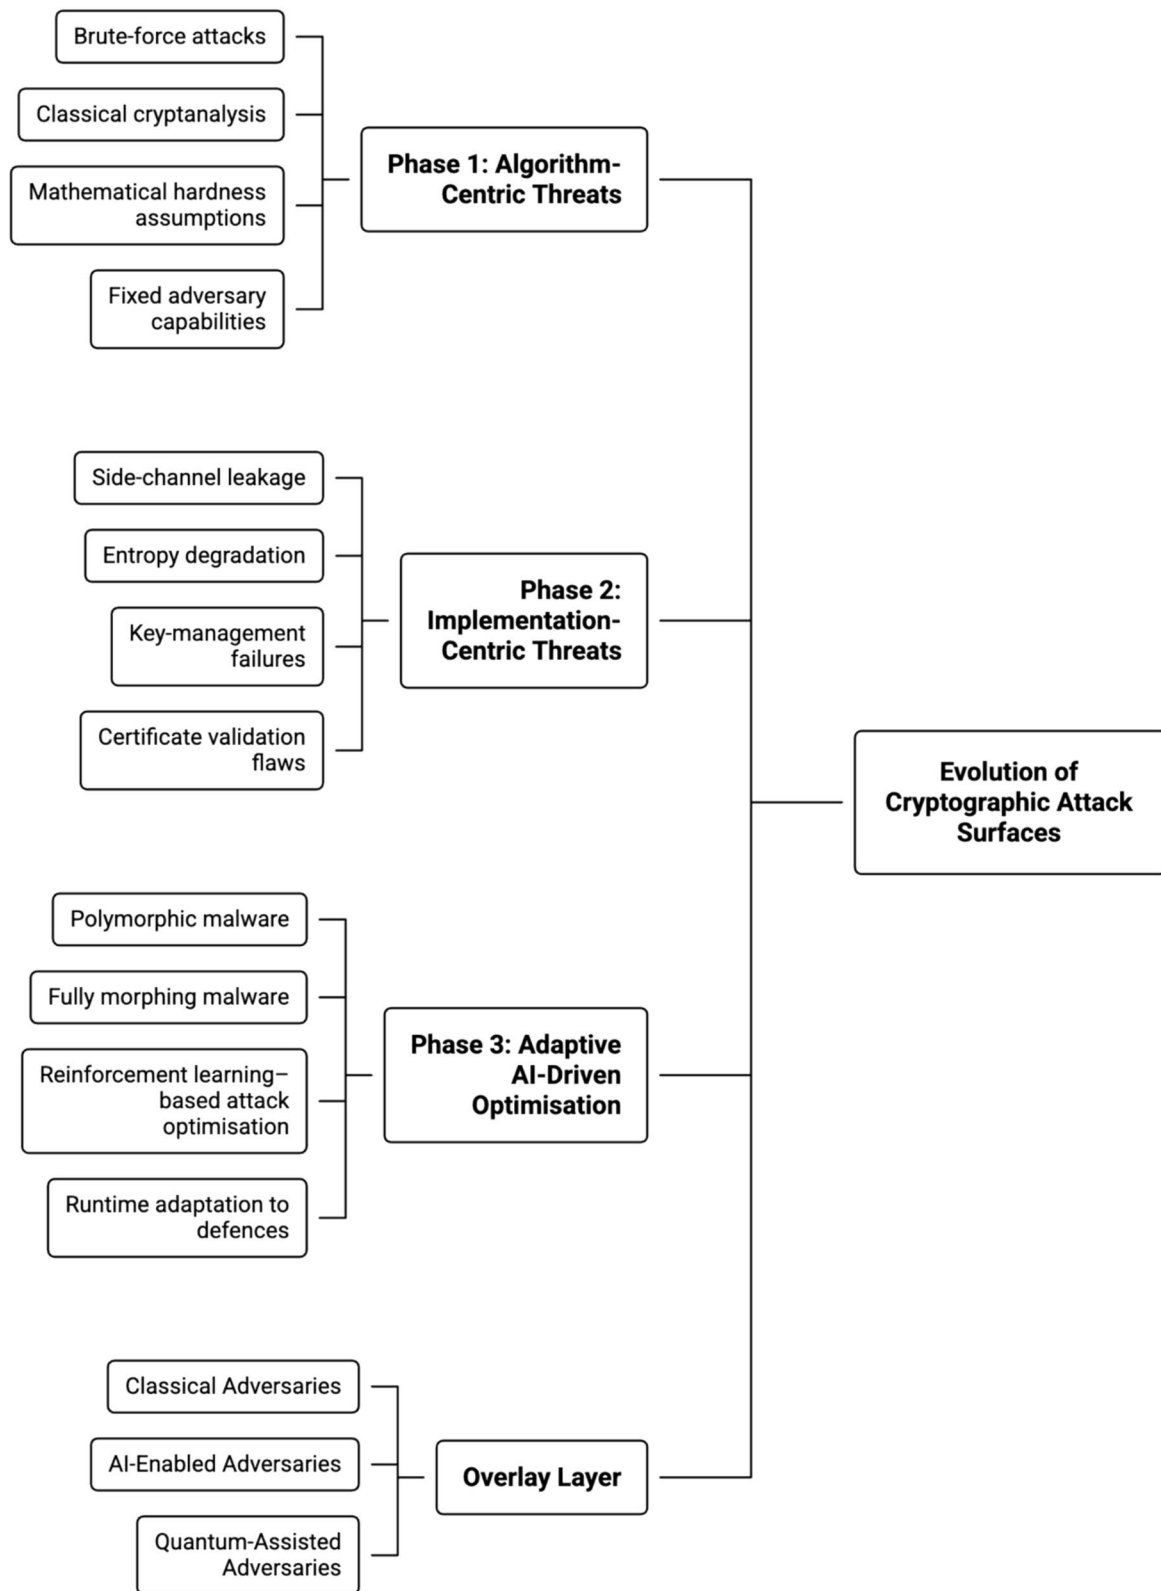 Brute-force attacks
Classical cryptanalysis
Mathematical hardness
assumptions
Fixed adversary
capabilities
Phase 1: Algorithm-
Centric Threats
Side-channel leakage
Entropy degradation
Key-management
failures
Certificate validation
flaws
Phase 2:
Implementation-
Centric Threats
Evolution of
Cryptographic Attack
Surfaces
Polymorphic malware
Fully morphing malware
Reinforcement learning–
based attack
optimisation
Runtime adaptation to
defences
Phase 3: Adaptive
AI-Driven
Optimisation
Classical Adversaries
AI-Enabled Adversaries
Quantum-Assisted
Adversaries
Overlay Layer